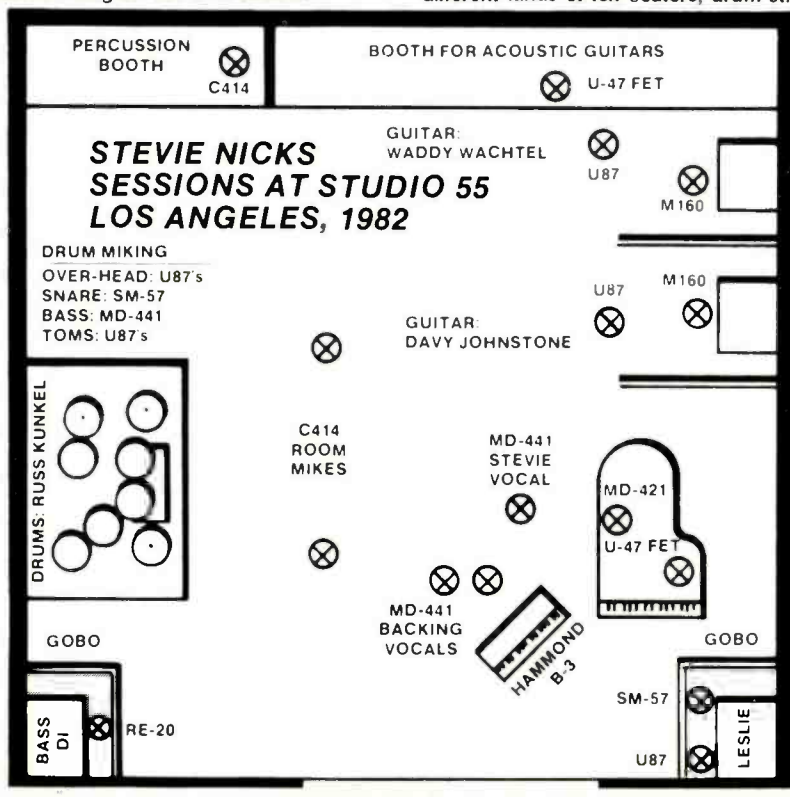 PERCUSSION
BOOTH
C414
BOOTH FOR ACOUSTIC GUITARS
U-47 FET
STEVIE NICKS
SESSIONS AT STUDIO 55
LOS ANGELES, 1982
GUITAR:
WADDY WACHTEL
U87
M160
DRUM MIKING
OVER-HEAD: U87's
SNARE: SM-57
BASS: MD-441
TOMS: U87's
GUITAR:
DAVY JOHNSTONE
U87
M160
DRUMS: RUSS KUNKEL
C414
ROOM
MIKES
MD-441
STEVIE
VOCAL
MD-421
U-47 FET
MD-441
BACKING
VOCALS
HAMMOND
B-3
GOBO
BASS
DI
RE-20
GOBO
SM-57
U87
LESLIE